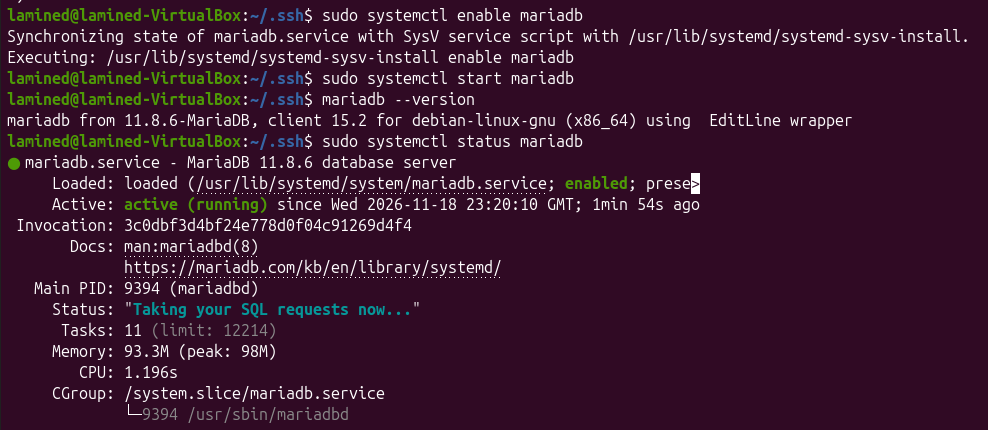 lamined@lamined-VirtualBox:~/.ssh$ sudo systemctl enable mariadb
Synchronizing state of mariadb.service with SysV service script with /usr/lib/systemd/systemd-sysv-install.
Executing: /usr/lib/systemd/systemd-sysv-install enable mariadb
lamined@lamined-VirtualBox:~/.ssh$ sudo systemctl start mariadb
lamined@lamined-VirtualBox:~/.ssh$ mariadb --version
mariadb from 11.8.6-MariaDB, client 15.2 for debian-linux-gnu (x86_64) using  EditLine wrapper
lamined@lamined-VirtualBox:~/.ssh$ sudo systemctl status mariadb
● mariadb.service - MariaDB 11.8.6 database server
     Loaded: loaded (/usr/lib/systemd/system/mariadb.service; enabled; prese>
     Active: active (running) since Wed 2026-11-18 23:20:10 GMT; 1min 54s ago
 Invocation: 3c0dbf3d4bf24e778d0f04c91269d4f4
       Docs: man:mariadbd(8)
             https://mariadb.com/kb/en/library/systemd/
   Main PID: 9394 (mariadbd)
     Status: "Taking your SQL requests now..."
      Tasks: 11 (limit: 12214)
     Memory: 93.3M (peak: 98M)
        CPU: 1.196s
     CGroup: /system.slice/mariadb.service
             └─9394 /usr/sbin/mariadbd